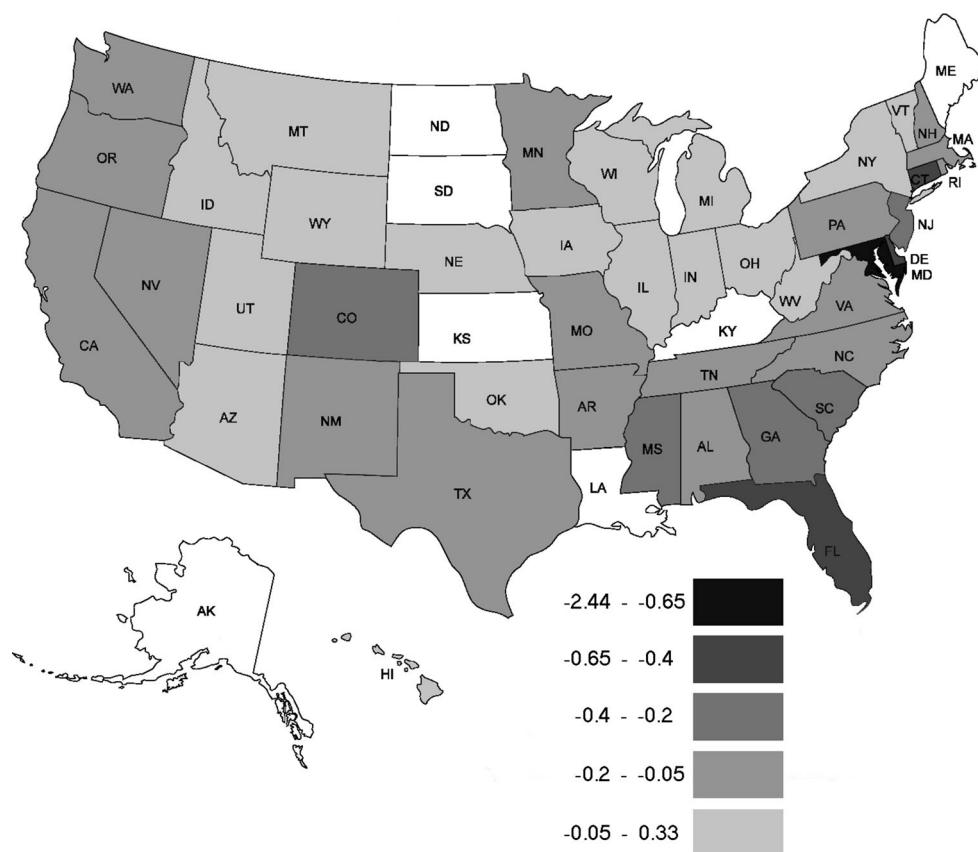 ME
WA
MT
ND
VT
NH
MA
OR
MN
NY
WI
CT
RI
SD
ID
MI
WY
PA
NJ
IA
NE
OH
DE
MD
NV
IL
IN
UT
WV
VA
CO
CA
KS
MO
KY
NC
TN
OK
AR
SC
AZ
NM
MS
AL
GA
TX
LA
FL
AK
HI
-2.44 - -0.65
-0.65 - -0.4
-0.4 - -0.2
-0.2 - -0.05
-0.05 - 0.33